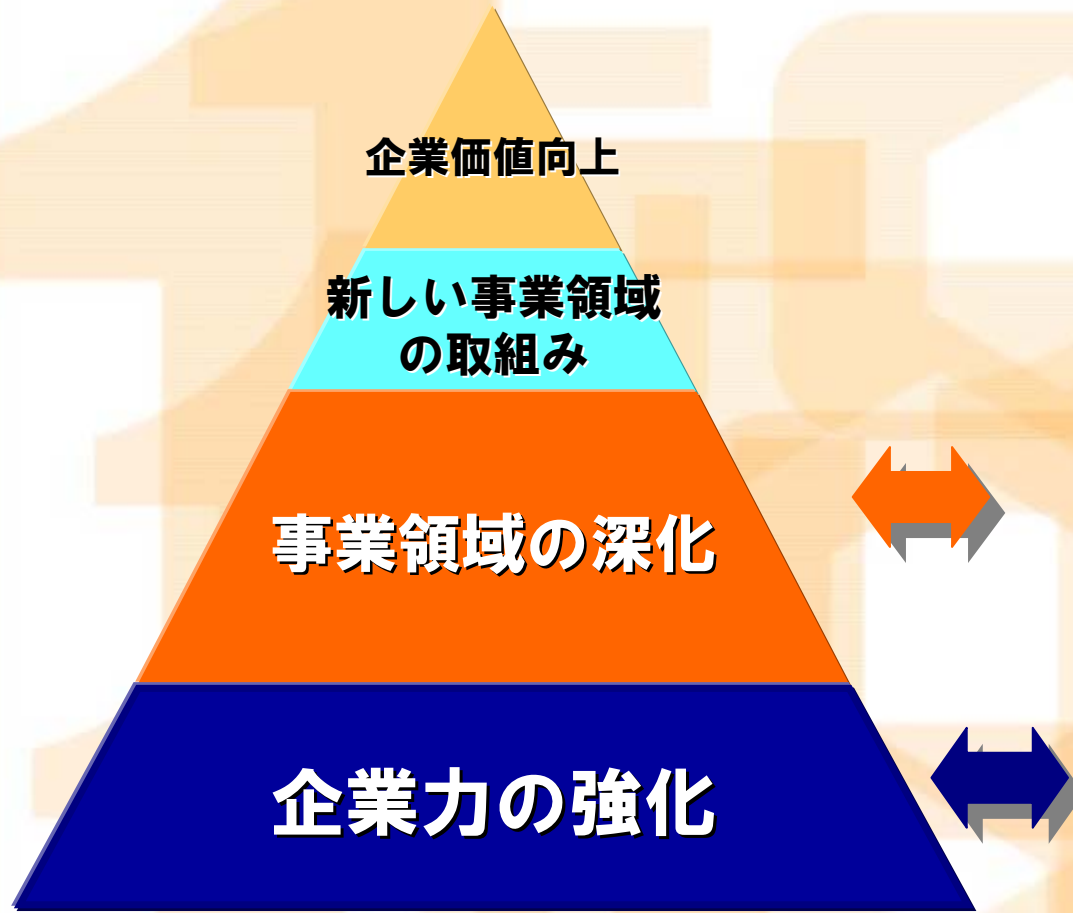 企業価値向上
新しい事業領域
の取組み
事業領域の深化
企業力の強化